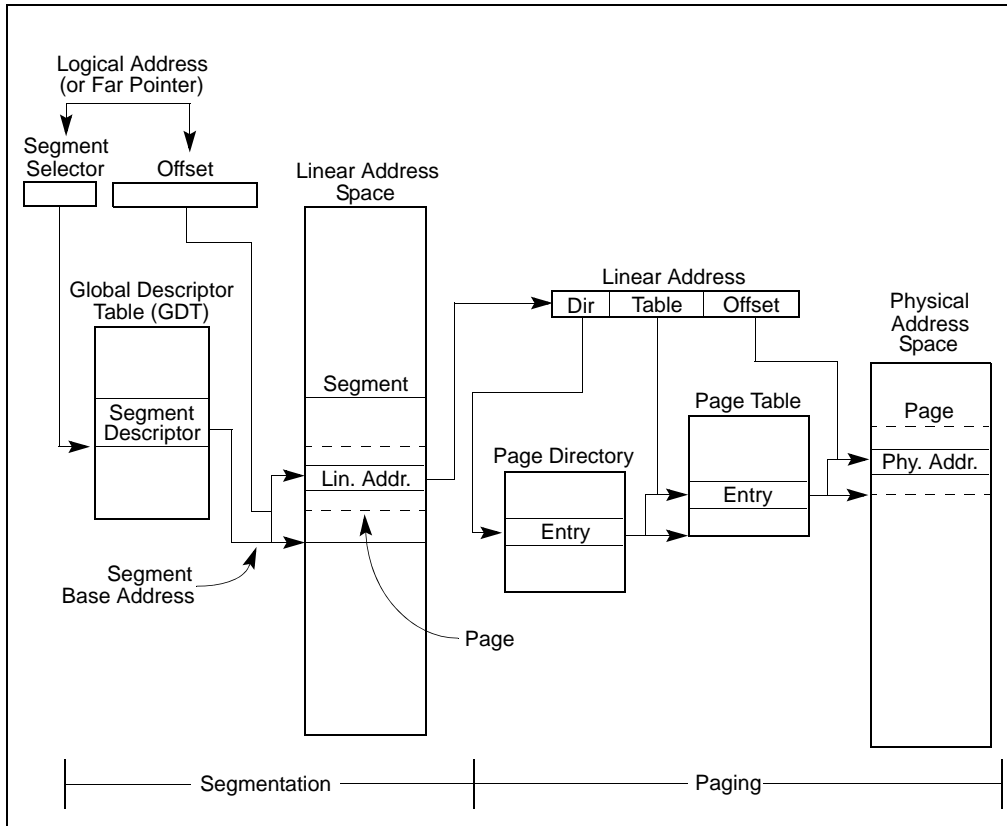 Logical Address
(or Far Pointer)
Segment
Selector
Offset
Linear Address
Space
Global Descriptor
Table (GDT)
Segment
Descriptor
Segment
Lin. Addr.
Segment
Base Address
Page
Linear Address
Dir
Table
Offset
Page Directory
Entry
Page Table
Entry
Physical
Address
Space
Page
Phy. Addr.
Segmentation
Paging